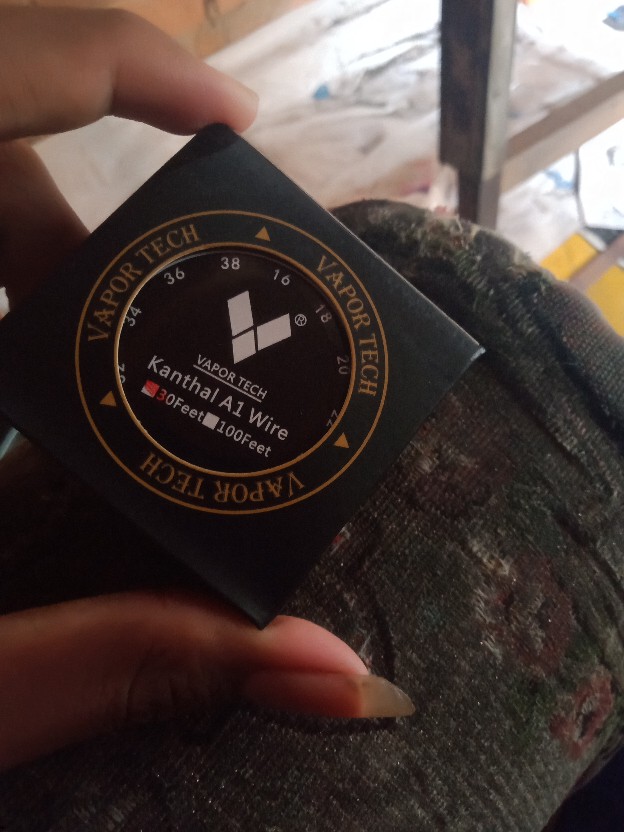 VAPOR TECH
VAPOR TECH
VAPOR TECH
34 36 38 16 18 20
®
VAPOR TECH
Kanthal A1 Wire
30Feet 100Feet